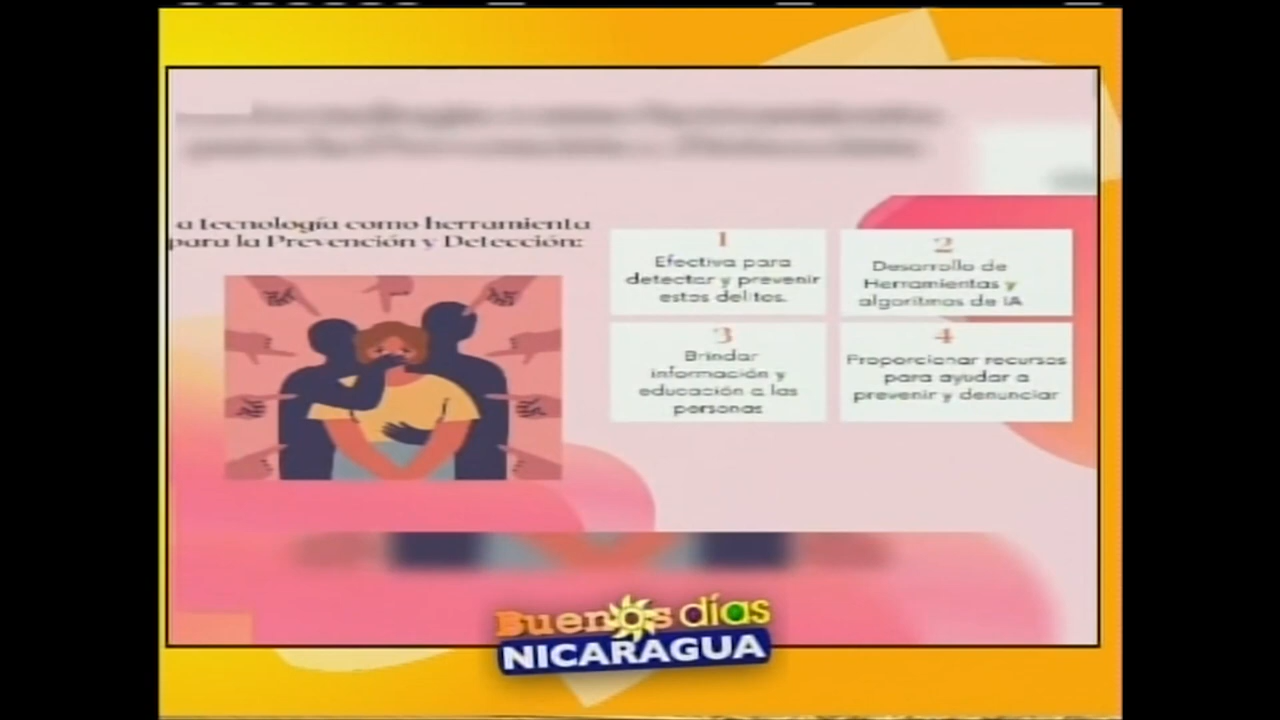 a tecnología como herramienta
para la Prevención y Detección:
1
Efectiva para
detectar y prevenir
estos delitos.
2
Desarrollo de
Herramientas y
algoritmos de IA
3
Brindar
información y
educación a las
personas
4
Proporcionar recursos
para ayudar a
prevenir y denunciar
Buenos días
NICARAGUA